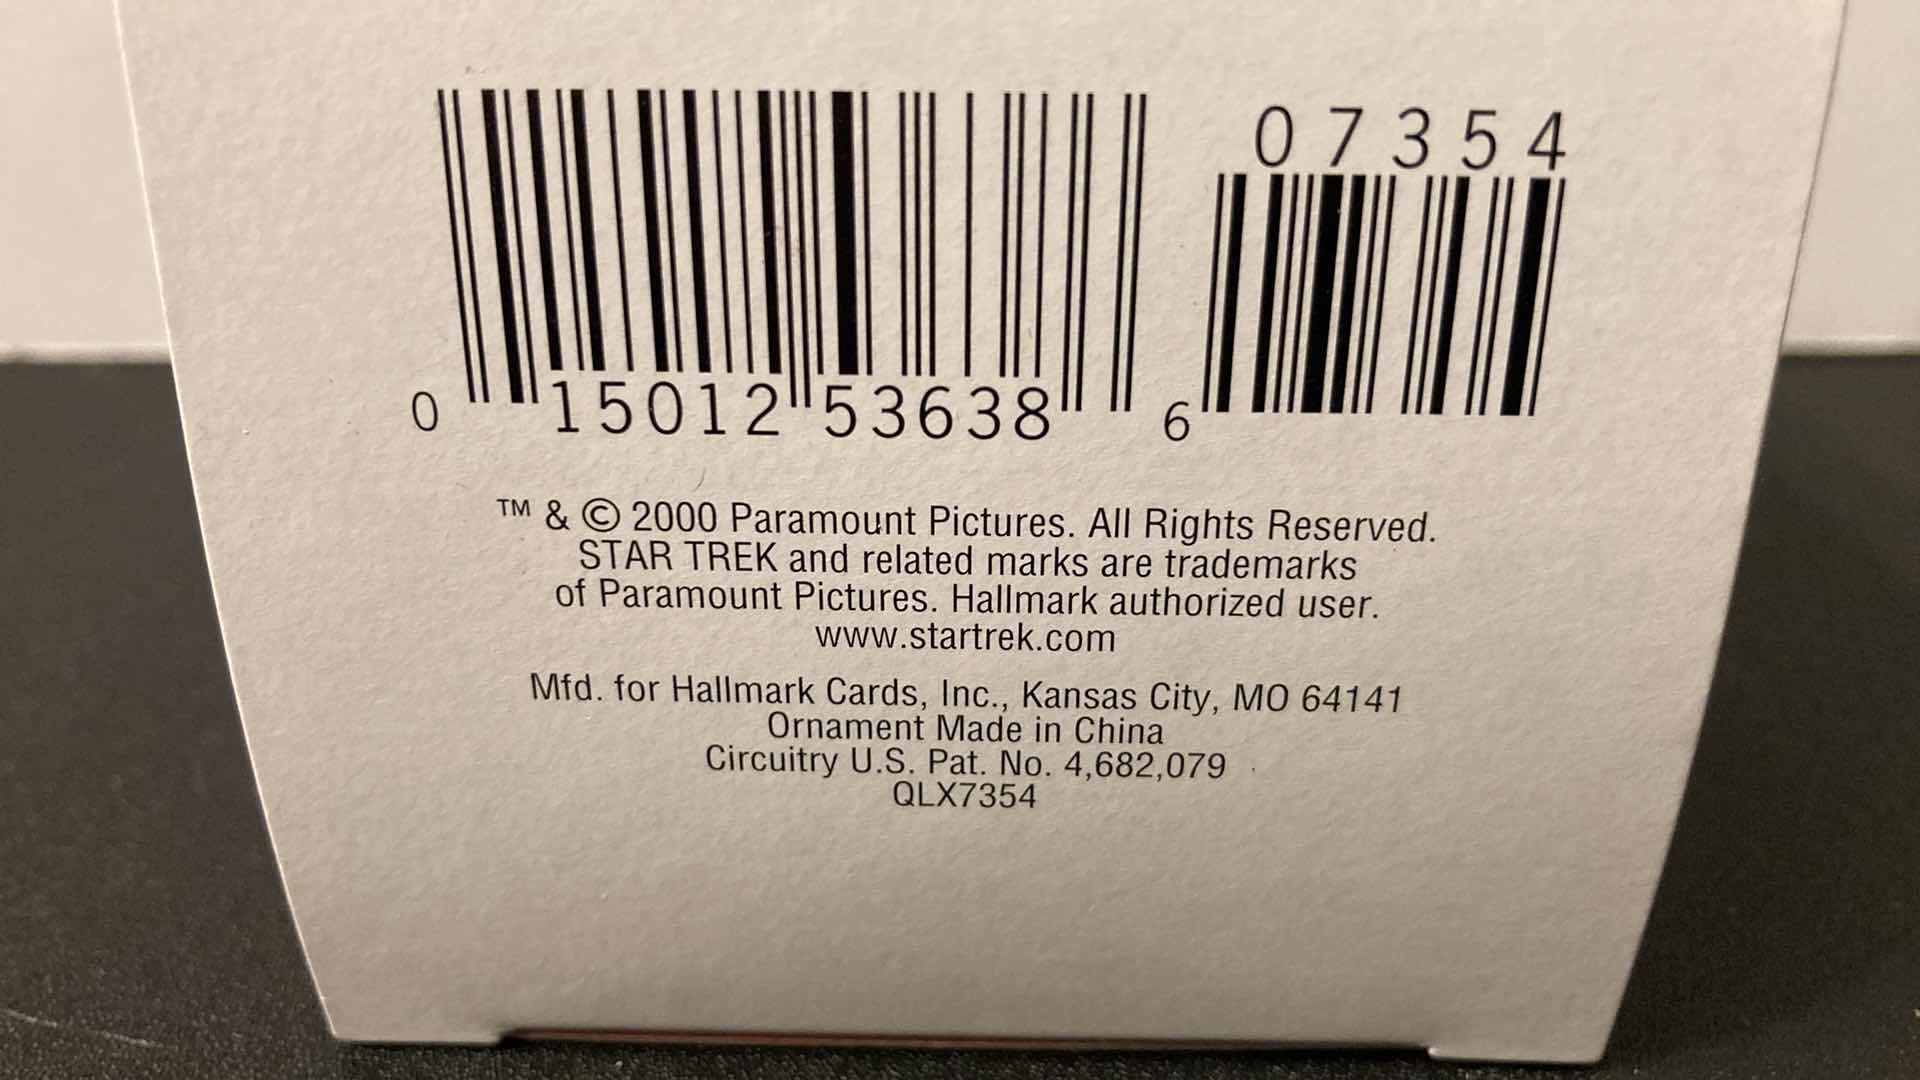 07354
0 15012 53638 6
™ & © 2000 Paramount Pictures. All Rights Reserved.
STAR TREK and related marks are trademarks
of Paramount Pictures. Hallmark authorized user.
www.startrek.com
Mfd. for Hallmark Cards, Inc., Kansas City, MO 64141
Ornament Made in China
Circuitry U.S. Pat. No. 4,682,079
QLX7354